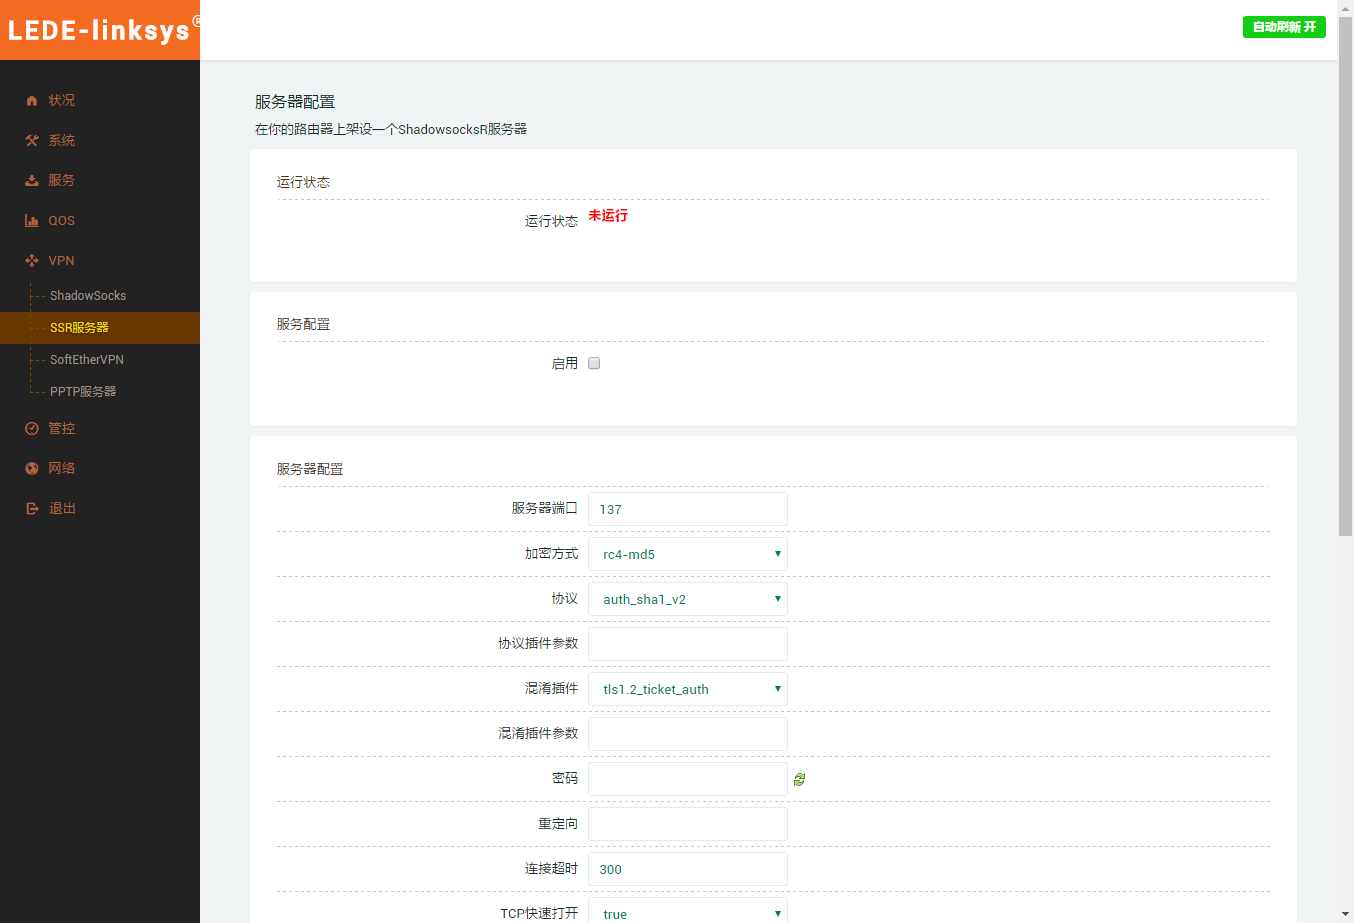 LEDE-linksys®
自动刷新 开
状况
系统
服务
QOS
VPN
ShadowSocks
SSR服务器
SoftEtherVPN
PPTP服务器
管控
网络
退出
服务器配置
在你的路由器上架设一个ShadowsocksR服务器
运行状态
运行状态 未运行
服务配置
启用
服务器配置
服务器端口 137
加密方式 rc4-md5
协议 auth_sha1_v2
协议插件参数
混淆插件 tls1.2_ticket_auth
混淆插件参数
密码
重定向
连接超时 300
TCP快速打开 true